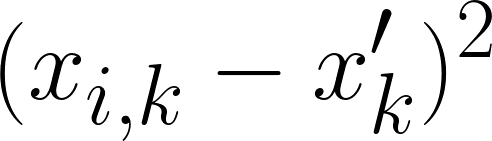 $(x_{i,k} - x'_k)^2$